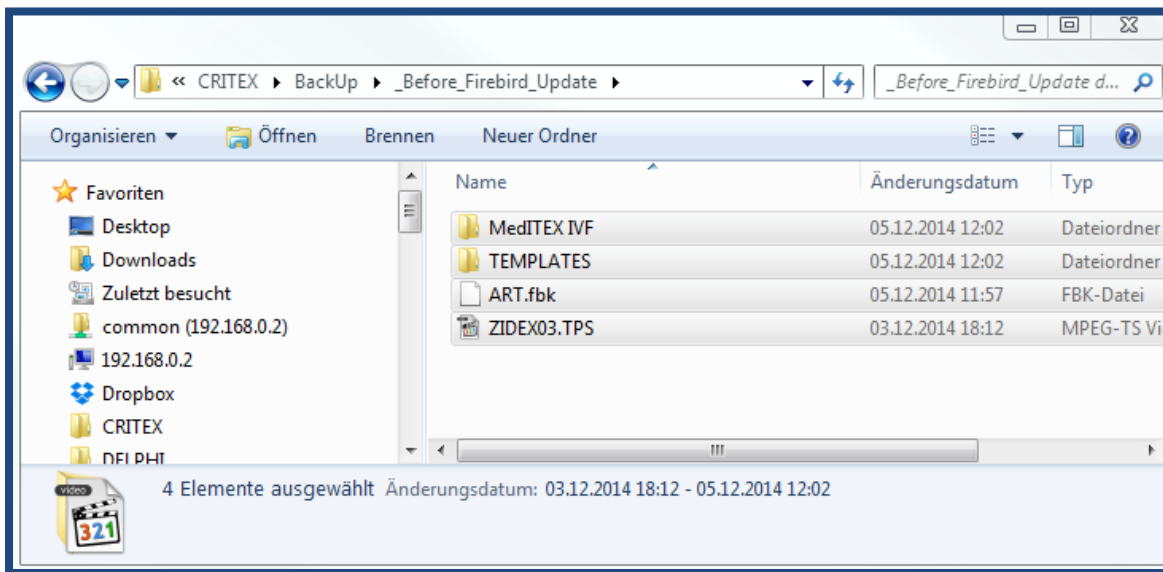 « CRITEX ▸ BackUp ▸ _Before_Firebird_Update ▸ _Before_Firebird_Update d...
Organisieren Öffnen Brennen Neuer Ordner
Favoriten
Desktop
Downloads
Zuletzt besucht
common (192.168.0.2)
192.168.0.2
Dropbox
CRITEX
DELPHI
Name Änderungsdatum Typ
MedITEX IVF 05.12.2014 12:02 Dateiordner
TEMPLATES 05.12.2014 12:02 Dateiordner
ART.fbk 05.12.2014 11:57 FBK-Datei
ZIDEX03.TPS 03.12.2014 18:12 MPEG-TS Vi
video
321
4 Elemente ausgewählt Änderungsdatum: 03.12.2014 18:12 - 05.12.2014 12:02